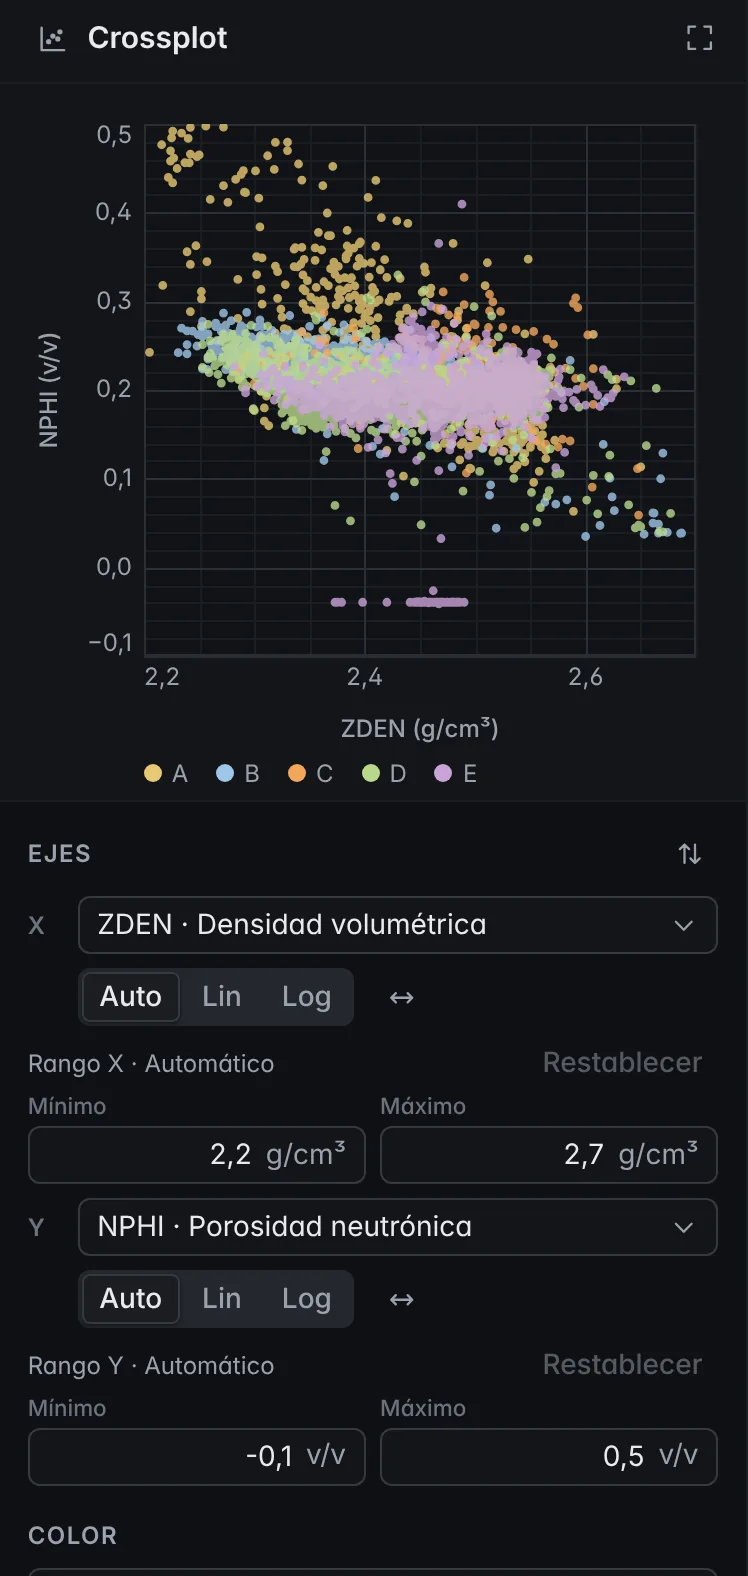 Crossplot
0,5
0,4
0,3
0,2
0,1
0,0
−0,1
NPHI (v/v)
2,2 2,4 2,6
ZDEN (g/cm³)
A B C D E
EJES
X ZDEN · Densidad volumétrica
Auto Lin Log
Rango X · Automático Restablecer
Mínimo Máximo
2,2 g/cm³ 2,7 g/cm³
Y NPHI · Porosidad neutrónica
Auto Lin Log
Rango Y · Automático Restablecer
Mínimo Máximo
-0,1 v/v 0,5 v/v
COLOR